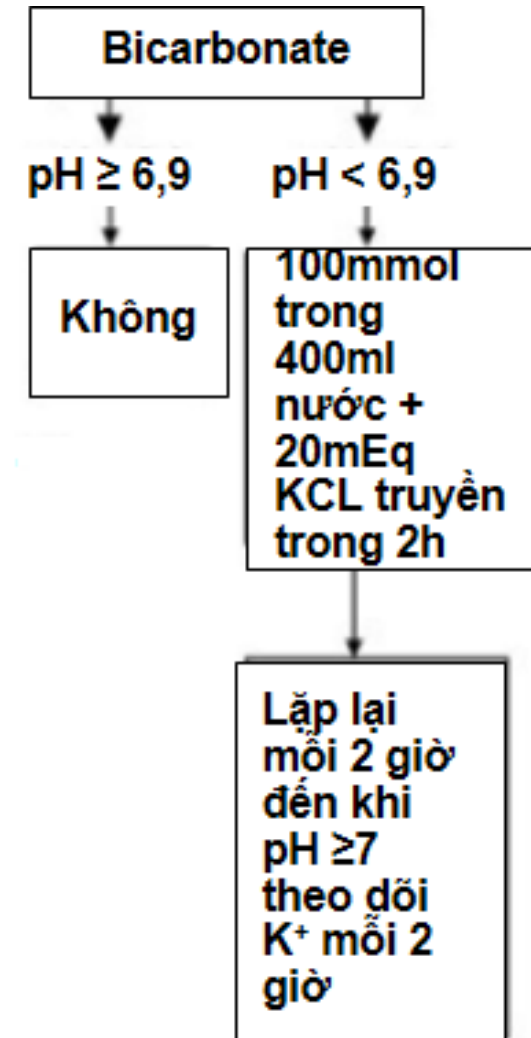 Bicarbonate
pH ≥ 6,9
pH < 6,9
Không
100mmol
trong
400ml
nước +
20mEq
KCL truyền
trong 2h
Lặp lại
mỗi 2 giờ
đến khi
pH ≥7
theo dõi
K⁺ mỗi 2
giờ